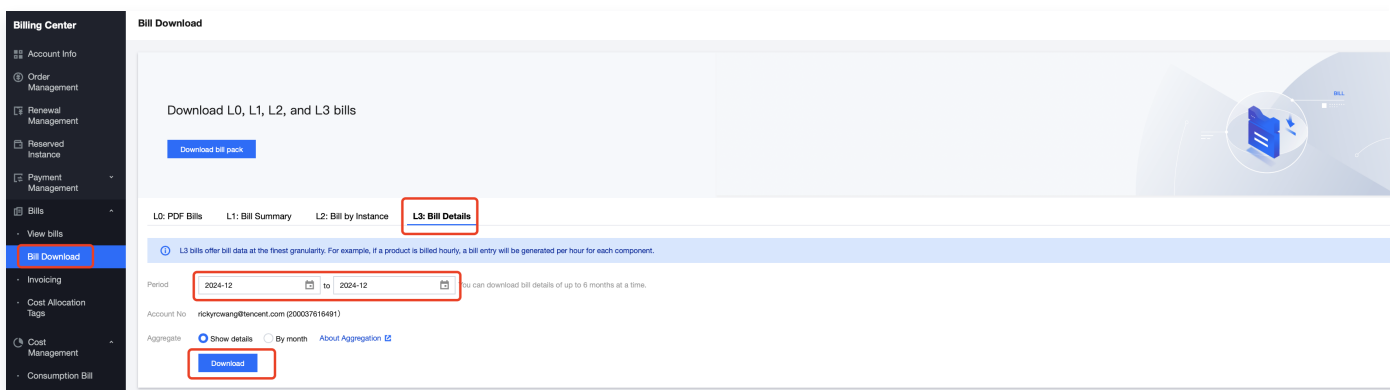 Billing Center
Bill Download
Account Info
Order
Management
Renewal
Management
Reserved
Instance
Payment
Management
Bills
View bills
Bill Download
Invoicing
Cost Allocation
Tags
Cost
Management
Consumption Bill
Download L0, L1, L2, and L3 bills
Download bill pack
BILL
L0: PDF Bills L1: Bill Summary L2: Bill by Instance L3: Bill Details
L3 bills offer bill data at the finest granularity. For example, if a product is billed hourly, a bill entry will be generated per hour for each component.
Period 2024-12 to 2024-12 You can download bill details of up to 6 months at a time.
Account No rickyrcwang@tencent.com (200037616491)
Aggregate Show details By month About Aggregation
Download